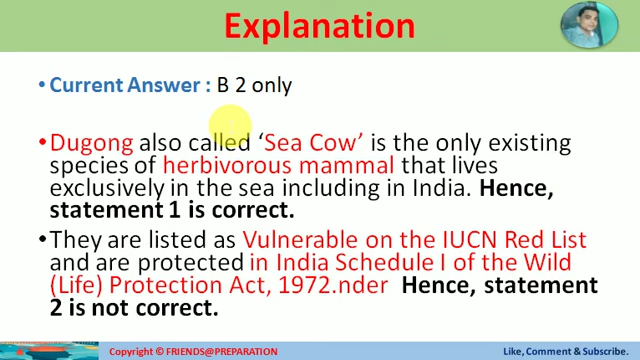 Explanation
• Current Answer : B 2 only
• Dugong also called ‘Sea Cow’ is the only existing
species of herbivorous mammal that lives
exclusively in the sea including in India. Hence,
statement 1 is correct.
• They are listed as Vulnerable on the IUCN Red List
and are protected in India Schedule I of the Wild
(Life) Protection Act, 1972.nder Hence, statement
2 is not correct.
Copyright © FRIENDS@PREPARATION
Like, Comment & Subscribe.